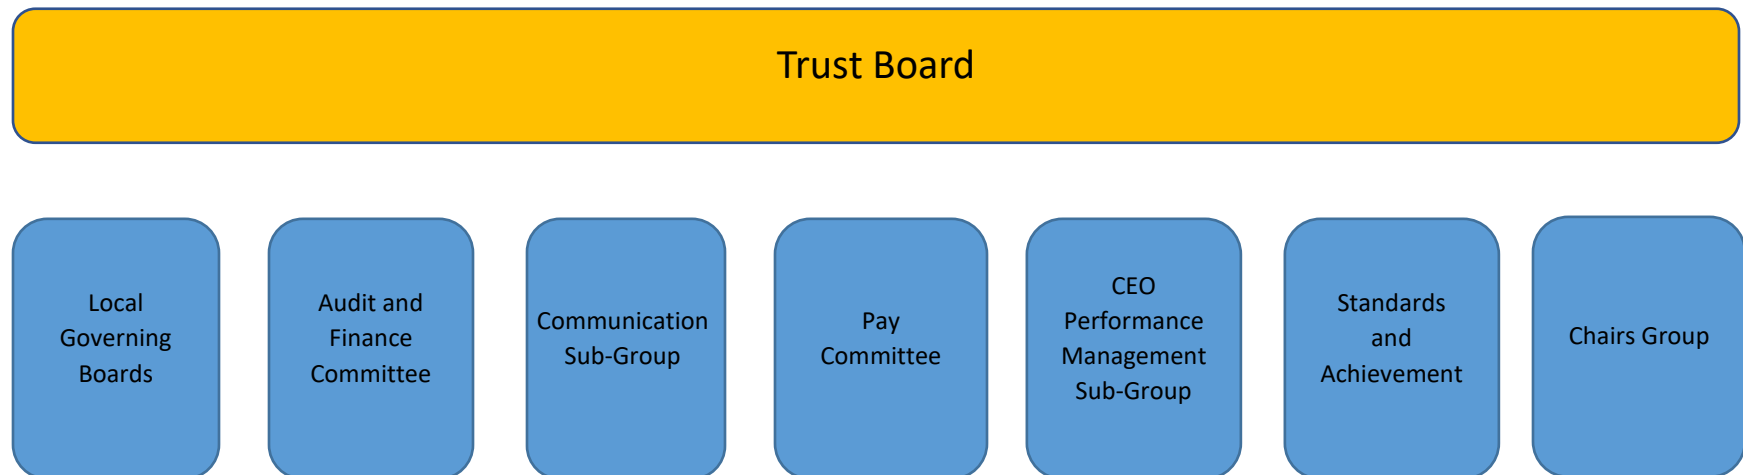 Trust Board
Local
Governing
Boards
Audit and
Finance
Committee
Communication
Sub-Group
Pay
Committee
CEO
Performance
Management
Sub-Group
Standards
and
Achievement
Chairs Group